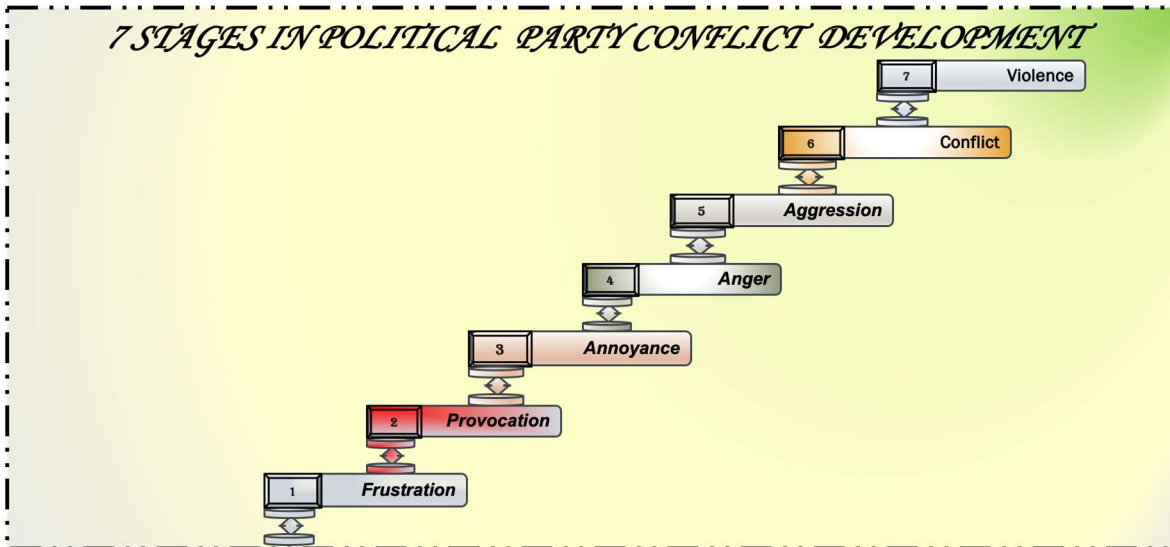 7 STAGES IN POLITICAL PARTY CONFLICT DEVELOPMENT
7 Violence
6 Conflict
5 Aggression
4 Anger
3 Annoyance
2 Provocation
1 Frustration